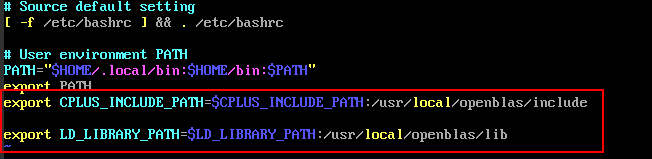 # Source default setting
[ -f /etc/bashrc ] && . /etc/bashrc
# User environment PATH
PATH="$HOME/.local/bin:$HOME/bin:$PATH"
export PATH
export CPLUS_INCLUDE_PATH=$CPLUS_INCLUDE_PATH:/usr/local/openblas/include
export LD_LIBRARY_PATH=$LD_LIBRARY_PATH:/usr/local/openblas/lib
~